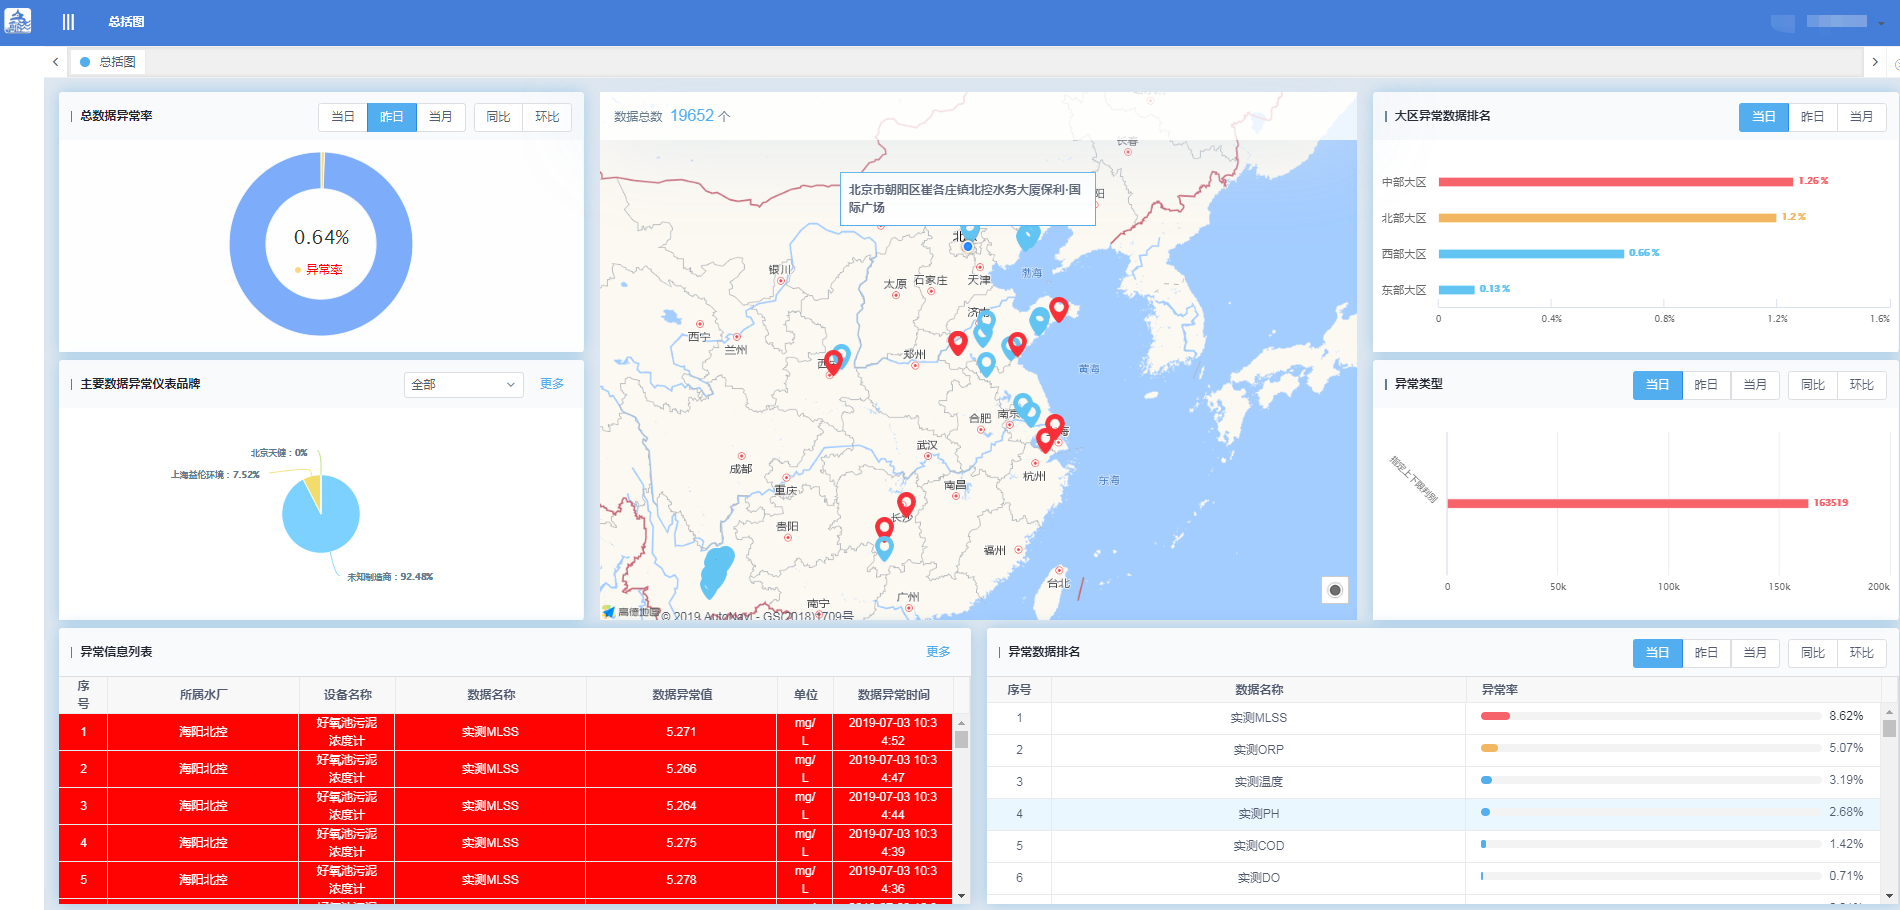 总括图
总括图
总数据异常率
当日 昨日 当月 同比 环比
0.64%
异常率
主要数据异常仪表品牌
全部
更多
北京天健：0%
上海益伦环境：7.52%
未知制造商：92.48%
数据总数 19652 个
北京市朝阳区崔各庄镇北控水务大厦保利·国
际广场
长春
阳
北
银川
太原
石家庄
天津
渤海
济南
西宁
兰州
西
郑州
黄海
合肥
南京
海
武汉
成都
杭州
重庆
南昌
东海
长沙
贵阳
福州
台北
广州
南宁
高德地图
© 2019 AutoNavi - GS(2018)1709号
大区异常数据排名
当日 昨日 当月
中部大区 1.26%
北部大区 1.2%
西部大区 0.66%
东部大区 0.13%
0 0.4% 0.8% 1.2% 1.6%
异常类型
当日 昨日 当月 同比 环比
指定上下限判别
163519
0 50k 100k 150k 200k
异常信息列表
更多
序
号
所属水厂 设备名称 数据名称 数据异常值 单位 数据异常时间
1 海阳北控 好氧池污泥
浓度计 实测MLSS 5.271 mg/
L 2019-07-03 10:3
4:52
2 海阳北控 好氧池污泥
浓度计 实测MLSS 5.266 mg/
L 2019-07-03 10:3
4:47
3 海阳北控 好氧池污泥
浓度计 实测MLSS 5.264 mg/
L 2019-07-03 10:3
4:44
4 海阳北控 好氧池污泥
浓度计 实测MLSS 5.275 mg/
L 2019-07-03 10:3
4:39
5 海阳北控 好氧池污泥
浓度计 实测MLSS 5.278 mg/
L 2019-07-03 10:3
4:36
异常数据排名
当日 昨日 当月 同比 环比
序号 数据名称 异常率
1 实测MLSS 8.62%
2 实测ORP 5.07%
3 实测温度 3.19%
4 实测PH 2.68%
5 实测COD 1.42%
6 实测DO 0.71%